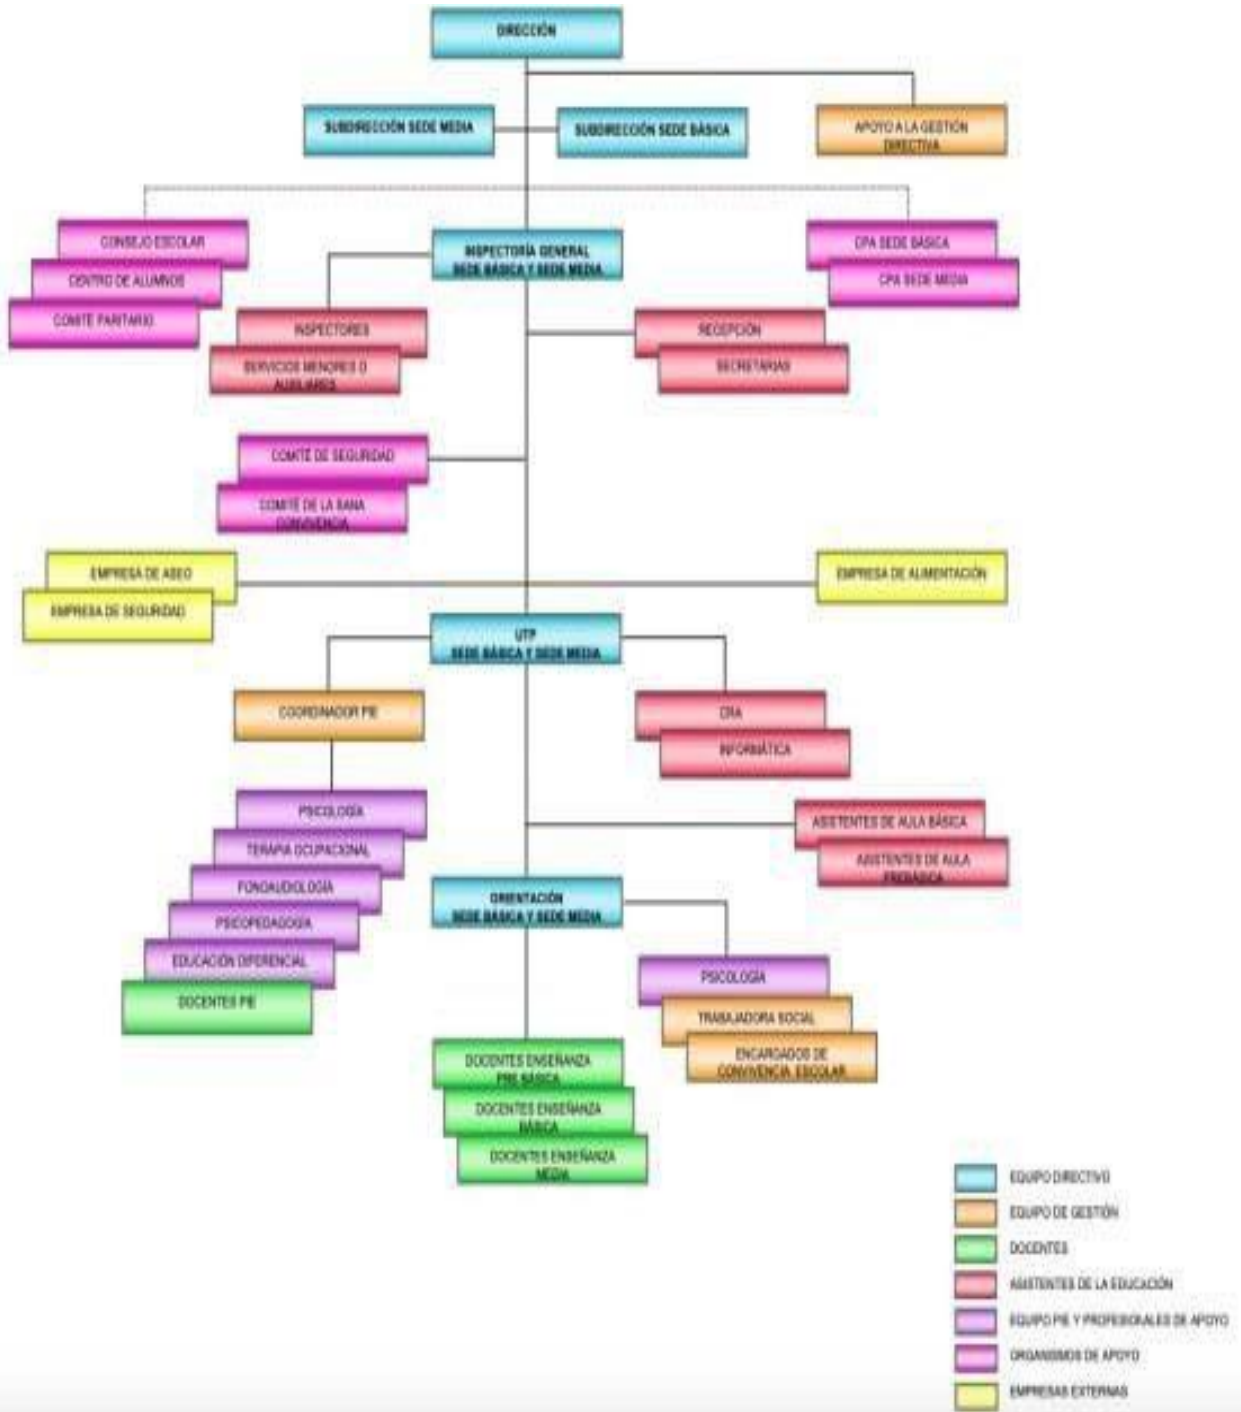 DIRECCIÓN
SUBDIRECCIÓN SEDE MEDIA
SUBDIRECCIÓN SEDE BÁSICA
APOYO A LA GESTIÓN
DIRECTIVA
CONSEJO ESCOLAR
CENTRO DE ALUMNOS
COMITÉ PARITARIO
INSPECTORÍA GENERAL
SEDE BÁSICA Y SEDE MEDIA
CPA SEDE BÁSICA
CPA SEDE MEDIA
INSPECTORES
SERVICIOS MENORES O
AUXILIARES
RECEPCIÓN
SECRETARIAS
COMITÉ DE SEGURIDAD
COMITÉ DE LA SANA
CONVIVENCIA
EMPRESA DE ASEO
EMPRESA DE SEGURIDAD
EMPRESA DE ALIMENTACIÓN
UTP
SEDE BÁSICA Y SEDE MEDIA
COORDINADOR PIE
CRA
INFORMÁTICA
PSICOLOGÍA
TERAPIA OCUPACIONAL
FONOAUDIOLOGÍA
PSICOPEDAGOGÍA
EDUCACIÓN DIFERENCIAL
DOCENTES PIE
ASISTENTES DE AULA BÁSICA
ASISTENTES DE AULA
PREBÁSICA
ORIENTACIÓN
SEDE BÁSICA Y SEDE MEDIA
PSICOLOGÍA
TRABAJADORA SOCIAL
ENCARGADOS DE
CONVIVENCIA ESCOLAR
DOCENTES ENSEÑANZA
PRE BÁSICA
DOCENTES ENSEÑANZA
BÁSICA
DOCENTES ENSEÑANZA
MEDIA
EQUIPO DIRECTIVO
EQUIPO DE GESTIÓN
DOCENTES
ASISTENTES DE LA EDUCACIÓN
EQUIPO PIE Y PROFESIONALES DE APOYO
ORGANISMOS DE APOYO
EMPRESAS EXTERNAS